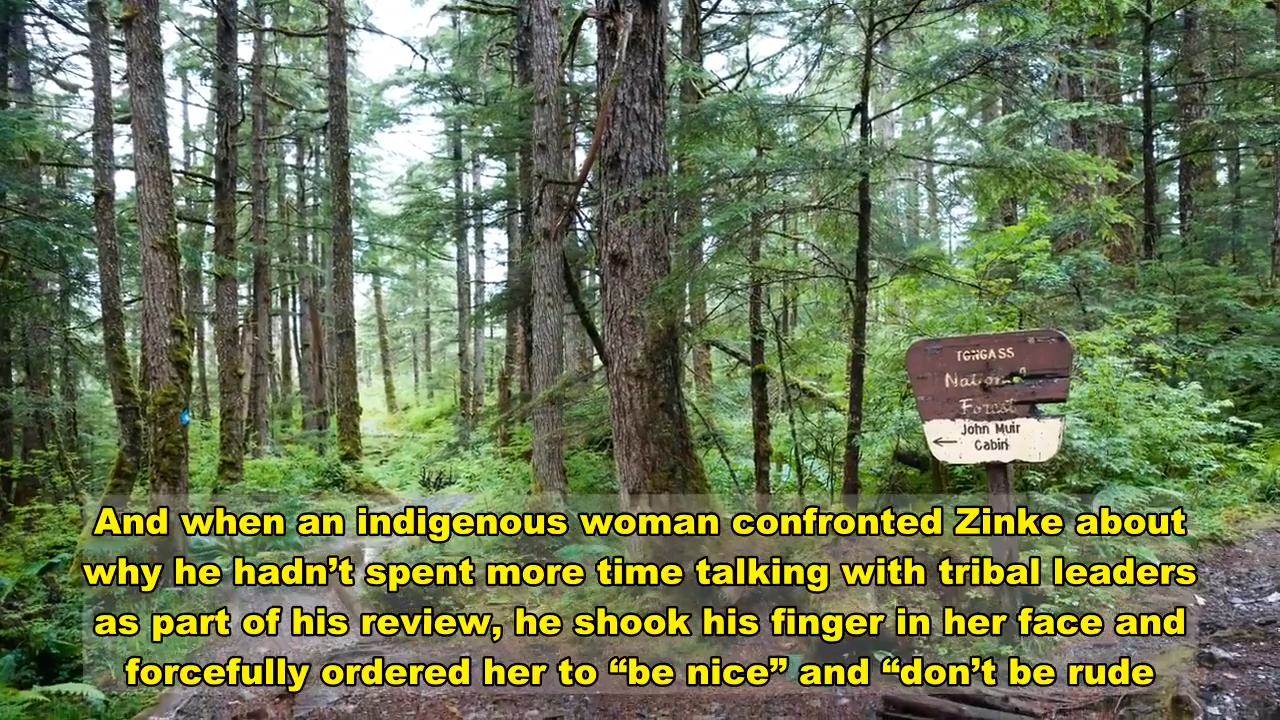 TONGASS
National
Forest
John Muir
Cabin
And when an indigenous woman confronted Zinke about
why he hadn’t spent more time talking with tribal leaders
as part of his review, he shook his finger in her face and
forcefully ordered her to “be nice” and “don’t be rude